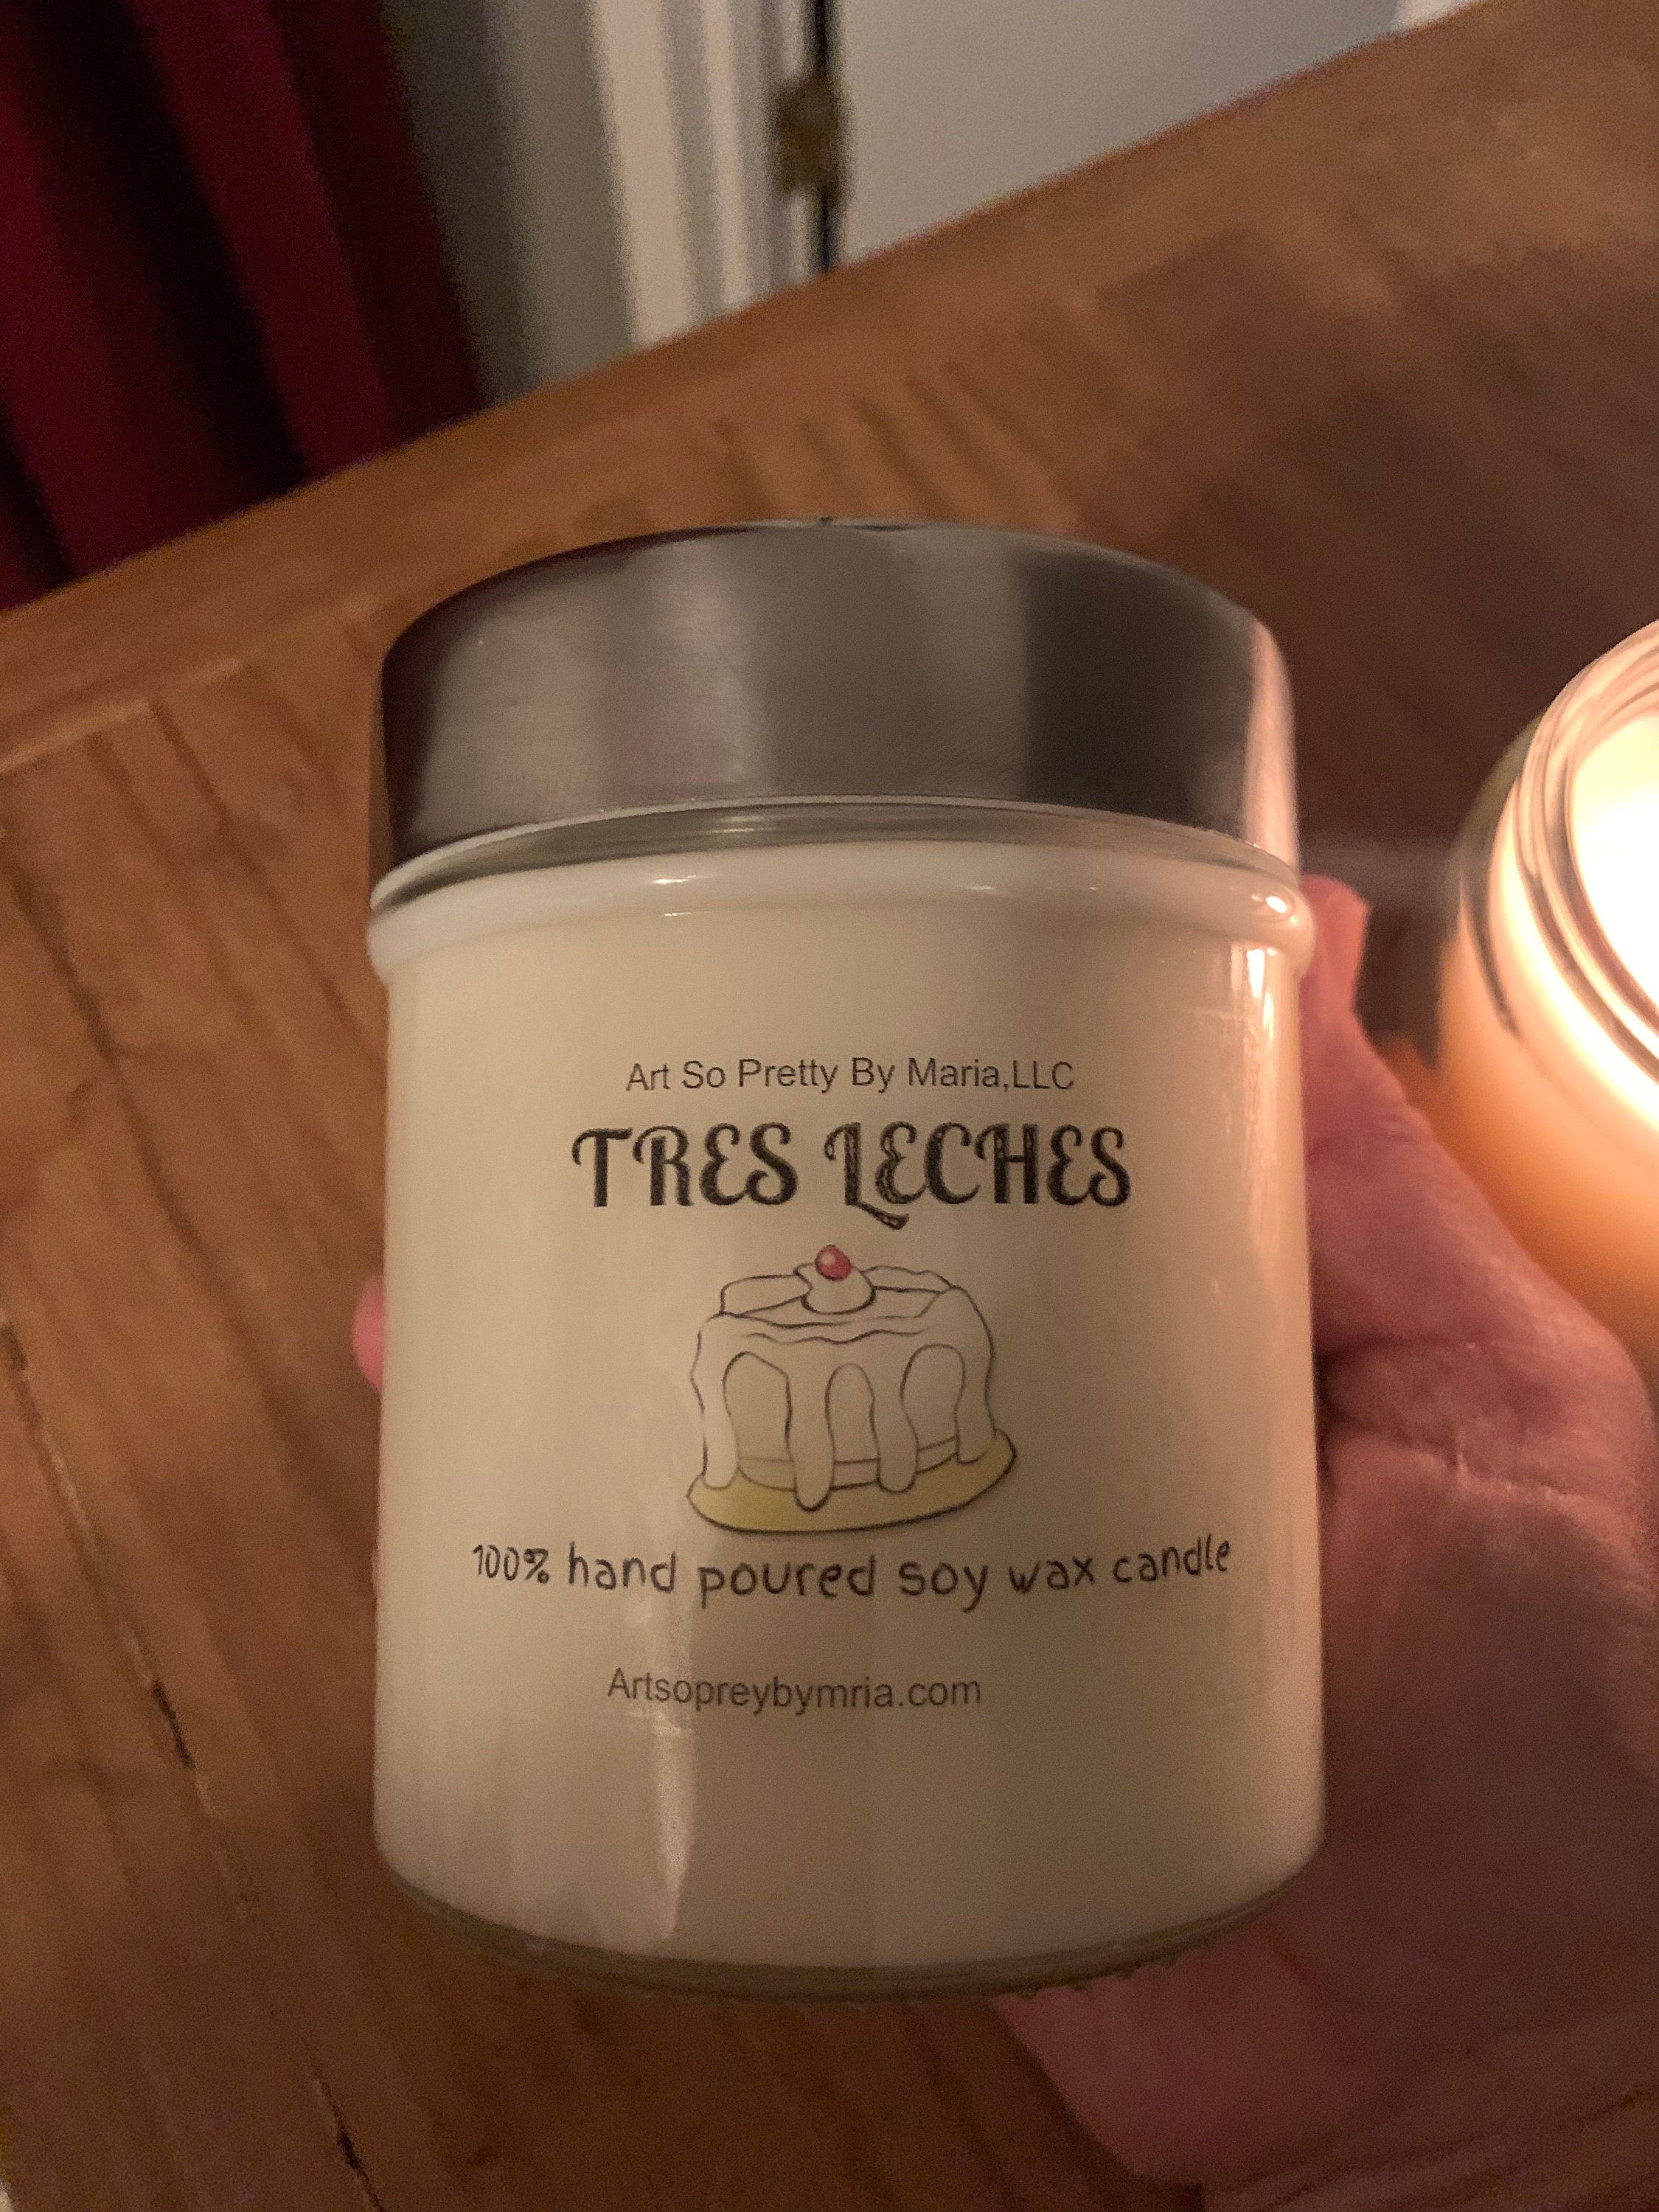 Art So Pretty By Maria,LLC
TRES LECHES
100% hand poured soy wax candle
Artsopreybymria.com